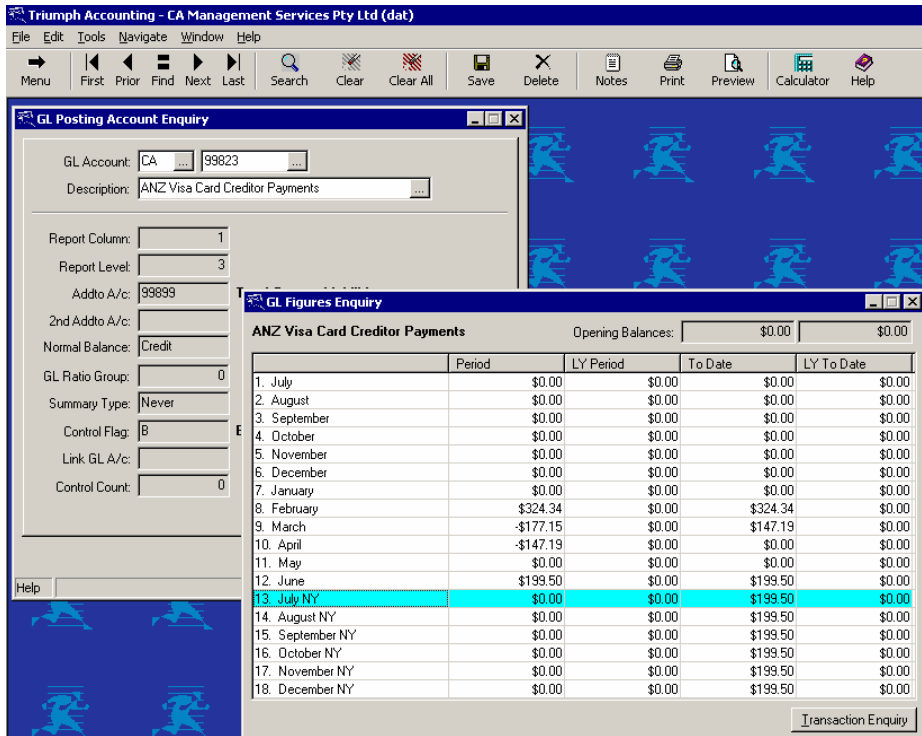 Triumph Accounting - CA Management Services Pty Ltd (dat)
File Edit Tools Navigate Window Help
Menu First Prior Find Next Last Search Clear Clear All Save Delete Notes Print Preview Calculator Help
GL Posting Account Enquiry
GL Account: CA ... 99823 ...
Description: ANZ Visa Card Creditor Payments ...
Report Column: 1
Report Level: 3
Addto A/c: 99899
2nd Addto A/c:
Normal Balance: Credit
GL Ratio Group: 0
Summary Type: Never
Control Flag: B
Link GL A/c:
Control Count: 0
Help
GL Figures Enquiry
ANZ Visa Card Creditor Payments Opening Balances: $0.00 $0.00
Period LY Period To Date LY To Date
1. July $0.00 $0.00 $0.00 $0.00
2. August $0.00 $0.00 $0.00 $0.00
3. September $0.00 $0.00 $0.00 $0.00
4. October $0.00 $0.00 $0.00 $0.00
5. November $0.00 $0.00 $0.00 $0.00
6. December $0.00 $0.00 $0.00 $0.00
7. January $0.00 $0.00 $0.00 $0.00
8. February $324.34 $0.00 $324.34 $0.00
9. March -$177.15 $0.00 $147.19 $0.00
10. April -$147.19 $0.00 $0.00 $0.00
11. May $0.00 $0.00 $0.00 $0.00
12. June $199.50 $0.00 $199.50 $0.00
13. July NY $0.00 $0.00 $199.50 $0.00
14. August NY $0.00 $0.00 $199.50 $0.00
15. September NY $0.00 $0.00 $199.50 $0.00
16. October NY $0.00 $0.00 $199.50 $0.00
17. November NY $0.00 $0.00 $199.50 $0.00
18. December NY $0.00 $0.00 $199.50 $0.00
Transaction Enquiry